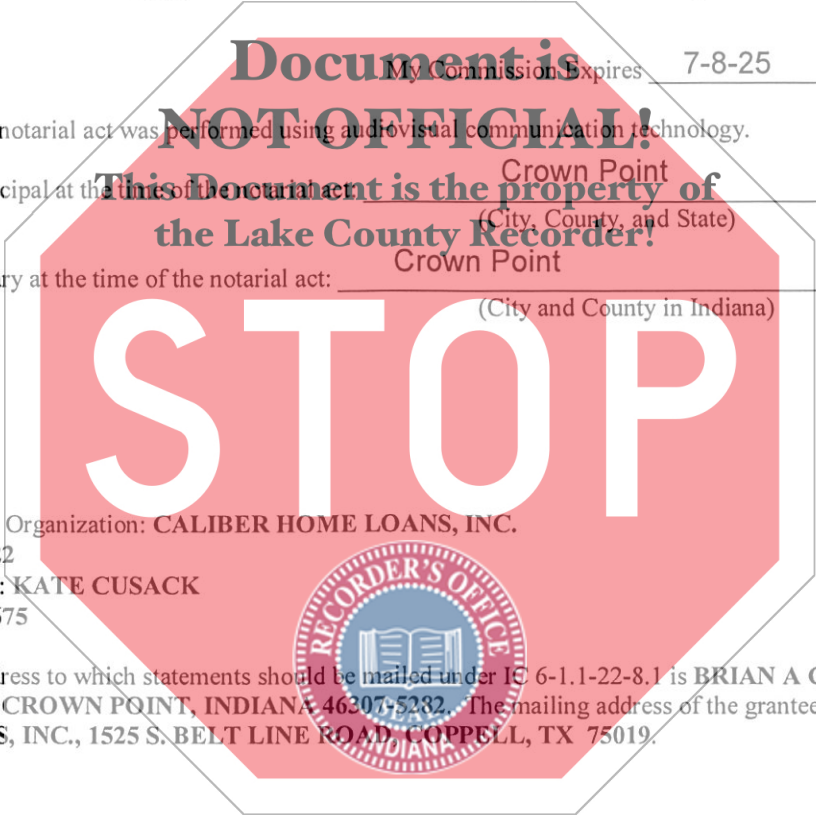 Document is
My Commission Expires 7-8-25
NOT OFFICIAL!
notarial act was performed using audiovisual communication technology.
Crown Point
cipal at the time of the notarial act:
This Document is the property of
(City, County, and State)
the Lake County Recorder!
Crown Point
ry at the time of the notarial act:
(City and County in Indiana)
STOP
Organization: CALIBER HOME LOANS, INC.
2
: KATE CUSACK
575
RECORDER'S OFFICE
ress to which statements should be mailed under IC 6-1.1-22-8.1 is BRIAN A
CROWN POINT, INDIANA 46307-5282. The mailing address of the grantee
S, INC., 1525 S. BELT LINE ROAD, COPPELL, TX 75019.
SEAL
INDIANA